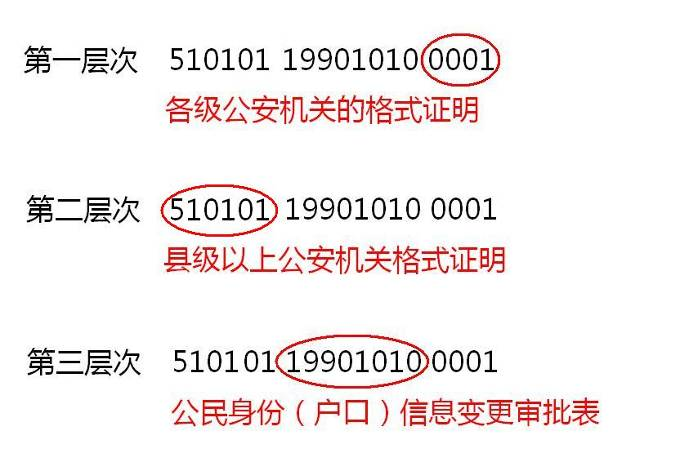 第一层次 510101 19901010 0001
各级公安机关的格式证明
第二层次 510101 19901010 0001
县级以上公安机关格式证明
第三层次 510101 19901010 0001
公民身份（户口）信息变更审批表